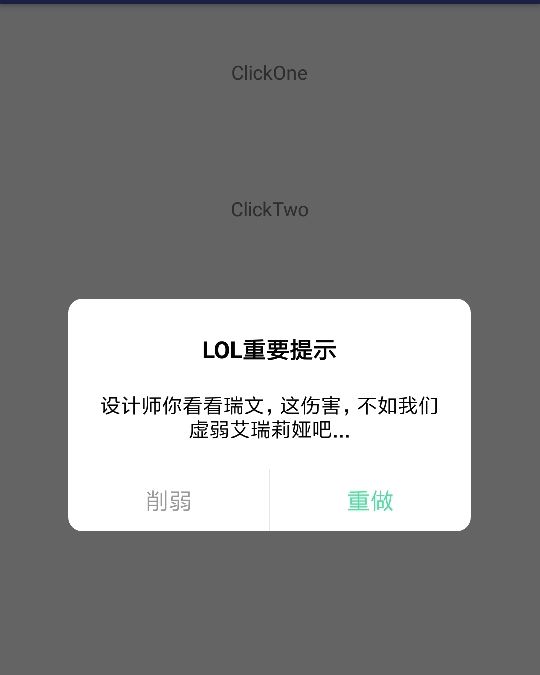 ClickOne
ClickTwo
LOL重要提示
设计师你看看瑞文，这伤害，不如我们
虚弱艾瑞莉娅吧...
削弱
重做